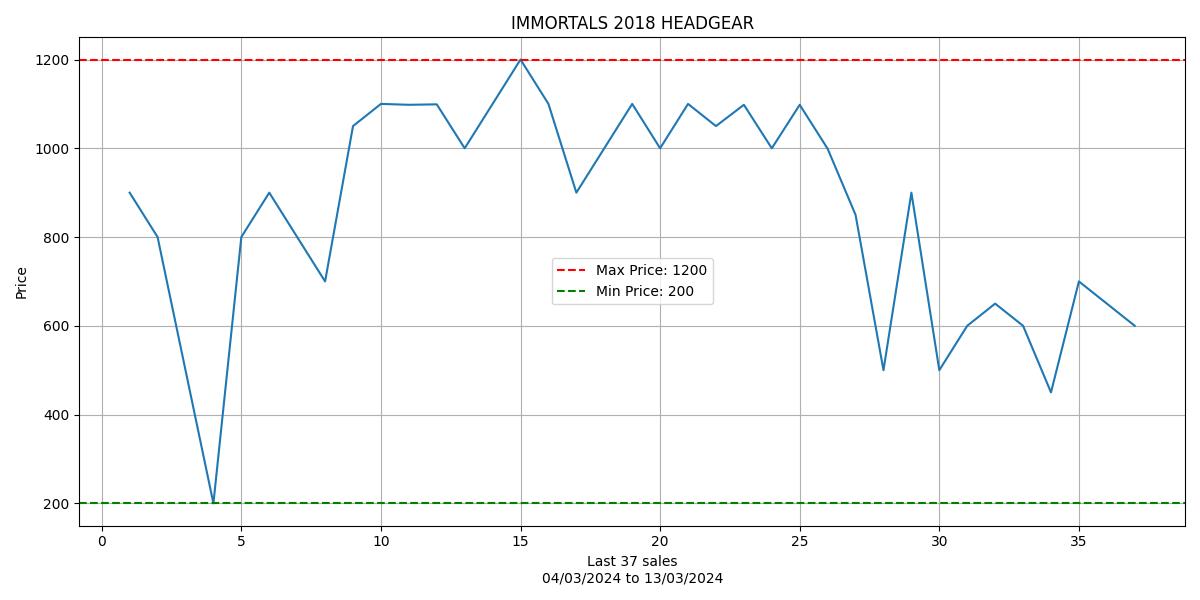 IMMORTALS 2018 HEADGEAR
Price
1200
1000
800
600
400
200
Max Price: 1200
Min Price: 200
0 5 10 15 20 25 30 35
Last 37 sales
04/03/2024 to 13/03/2024